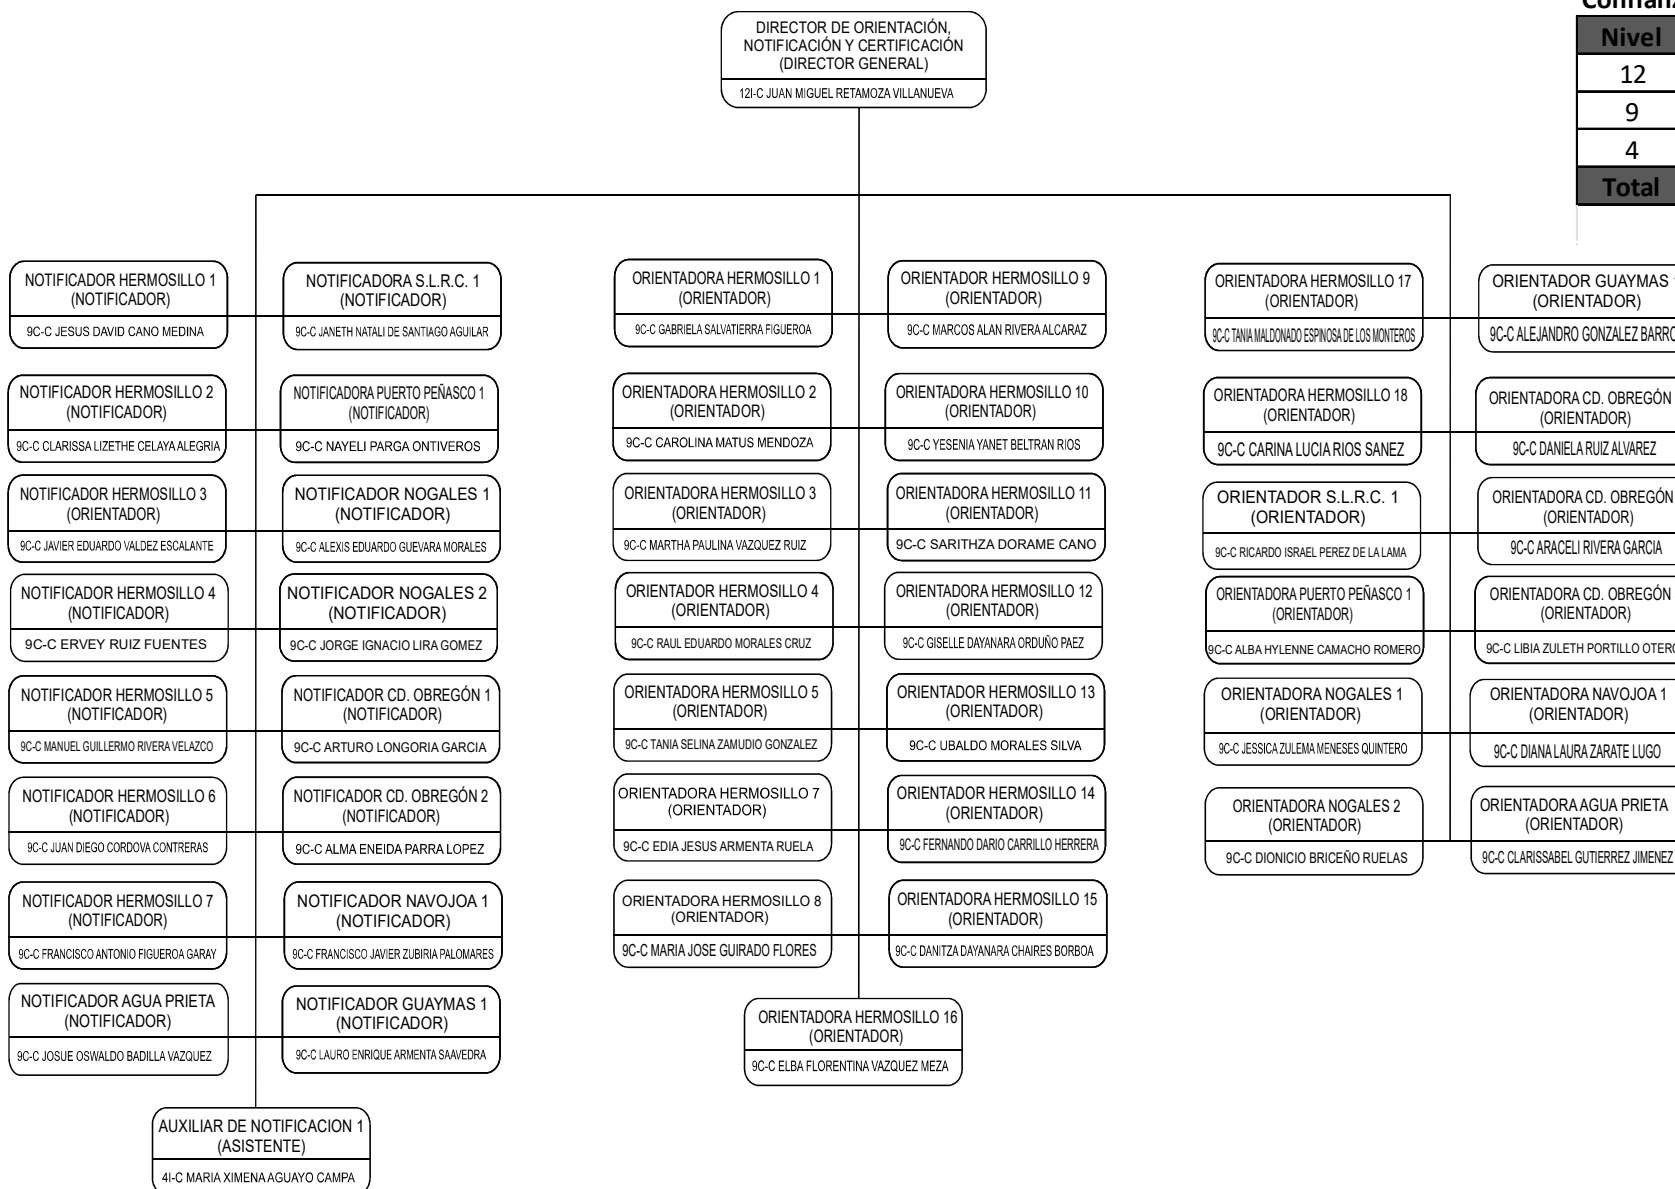 DIRECTOR DE ORIENTACIÓN,
NOTIFICACIÓN Y CERTIFICACIÓN
(DIRECTOR GENERAL)
12I-C JUAN MIGUEL RETAMOZA VILLANUEVA
Nivel
12
9
4
Total
NOTIFICADOR HERMOSILLO 1
(NOTIFICADOR)
9C-C JESUS DAVID CANO MEDINA
NOTIFICADORA S.L.R.C. 1
(NOTIFICADOR)
9C-C JANETH NATALI DE SANTIAGO AGUILAR
NOTIFICADOR HERMOSILLO 2
(NOTIFICADOR)
9C-C CLARISSA LIZETHE CELAYA ALEGRIA
NOTIFICADORA PUERTO PEÑASCO 1
(NOTIFICADOR)
9C-C NAYELI PARGA ONTIVEROS
NOTIFICADOR HERMOSILLO 3
(ORIENTADOR)
9C-C JAVIER EDUARDO VALDEZ ESCALANTE
NOTIFICADOR NOGALES 1
(NOTIFICADOR)
9C-C ALEXIS EDUARDO GUEVARA MORALES
NOTIFICADOR HERMOSILLO 4
(NOTIFICADOR)
9C-C ERVEY RUIZ FUENTES
NOTIFICADOR NOGALES 2
(NOTIFICADOR)
9C-C JORGE IGNACIO LIRA GOMEZ
NOTIFICADOR HERMOSILLO 5
(NOTIFICADOR)
9C-C MANUEL GUILLERMO RIVERA VELAZCO
NOTIFICADOR CD. OBREGÓN 1
(NOTIFICADOR)
9C-C ARTURO LONGORIA GARCIA
NOTIFICADOR HERMOSILLO 6
(NOTIFICADOR)
9C-C JUAN DIEGO CORDOVA CONTRERAS
NOTIFICADOR CD. OBREGÓN 2
(NOTIFICADOR)
9C-C ALMA ENEIDA PARRA LOPEZ
NOTIFICADOR HERMOSILLO 7
(NOTIFICADOR)
9C-C FRANCISCO ANTONIO FIGUEROA GARAY
NOTIFICADOR NAVOJOA 1
(NOTIFICADOR)
9C-C FRANCISCO JAVIER ZUBIRIA PALOMARES
NOTIFICADOR AGUA PRIETA
(NOTIFICADOR)
9C-C JOSUE OSWALDO BADILLA VAZQUEZ
NOTIFICADOR GUAYMAS 1
(NOTIFICADOR)
9C-C LAURO ENRIQUE ARMENTA SAAVEDRA
AUXILIAR DE NOTIFICACION 1
(ASISTENTE)
4I-C MARIA XIMENA AGUAYO CAMPA
ORIENTADORA HERMOSILLO 1
(ORIENTADOR)
9C-C GABRIELA SALVATIERRA FIGUEROA
ORIENTADOR HERMOSILLO 9
(ORIENTADOR)
9C-C MARCOS ALAN RIVERA ALCARAZ
ORIENTADORA HERMOSILLO 2
(ORIENTADOR)
9C-C CAROLINA MATUS MENDOZA
ORIENTADORA HERMOSILLO 10
(ORIENTADOR)
9C-C YESENIA YANET BELTRAN RIOS
ORIENTADORA HERMOSILLO 3
(ORIENTADOR)
9C-C MARTHA PAULINA VAZQUEZ RUIZ
ORIENTADORA HERMOSILLO 11
(ORIENTADOR)
9C-C SARITHZA DORAME CANO
ORIENTADOR HERMOSILLO 4
(ORIENTADOR)
9C-C RAUL EDUARDO MORALES CRUZ
ORIENTADORA HERMOSILLO 12
(ORIENTADOR)
9C-C GISELLE DAYANARA ORDUÑO PAEZ
ORIENTADORA HERMOSILLO 5
(ORIENTADOR)
9C-C TANIA SELINA ZAMUDIO GONZALEZ
ORIENTADOR HERMOSILLO 13
(ORIENTADOR)
9C-C UBALDO MORALES SILVA
ORIENTADORA HERMOSILLO 7
(ORIENTADOR)
9C-C EDIA JESUS ARMENTA RUELA
ORIENTADOR HERMOSILLO 14
(ORIENTADOR)
9C-C FERNANDO DARIO CARRILLO HERRERA
ORIENTADORA HERMOSILLO 8
(ORIENTADOR)
9C-C MARIA JOSE GUIRADO FLORES
ORIENTADORA HERMOSILLO 15
(ORIENTADOR)
9C-C DANITZA DAYANARA CHAIRES BORBOA
ORIENTADORA HERMOSILLO 16
(ORIENTADOR)
9C-C ELBA FLORENTINA VAZQUEZ MEZA
ORIENTADORA HERMOSILLO 17
(ORIENTADOR)
9C-C TANIA MALDONADO ESPINOSA DE LOS MONTEROS
ORIENTADOR GUAYMAS
(ORIENTADOR)
9C-C ALEJANDRO GONZALEZ
ORIENTADORA HERMOSILLO 18
(ORIENTADOR)
9C-C CARINA LUCIA RIOS SANEZ
ORIENTADORA CD. OBREGÓN
(ORIENTADOR)
9C-C DANIELA RUIZ ALVAREZ
ORIENTADOR S.L.R.C. 1
(ORIENTADOR)
9C-C RICARDO ISRAEL PEREZ DE LA LAMA
ORIENTADORA CD. OBREGÓN
(ORIENTADOR)
9C-C ARACELI RIVERA GARCIA
ORIENTADORA PUERTO PEÑASCO 1
(ORIENTADOR)
9C-C ALBA HYLENNE CAMACHO ROMERO
ORIENTADORA CD. OBREGÓN
(ORIENTADOR)
9C-C LIBIA ZULETH PORTILLO OTERO
ORIENTADORA NOGALES 1
(ORIENTADOR)
9C-C JESSICA ZULEMA MENESES QUINTERO
ORIENTADORA NAVOJOA 1
(ORIENTADOR)
9C-C DIANA LAURA ZARATE LUGO
ORIENTADORA NOGALES 2
(ORIENTADOR)
9C-C DIONICIO BRICEÑO RUELAS
ORIENTADORA AGUA PRIETA
(ORIENTADOR)
9C-C CLARISSABEL GUTIERREZ JIMENEZ